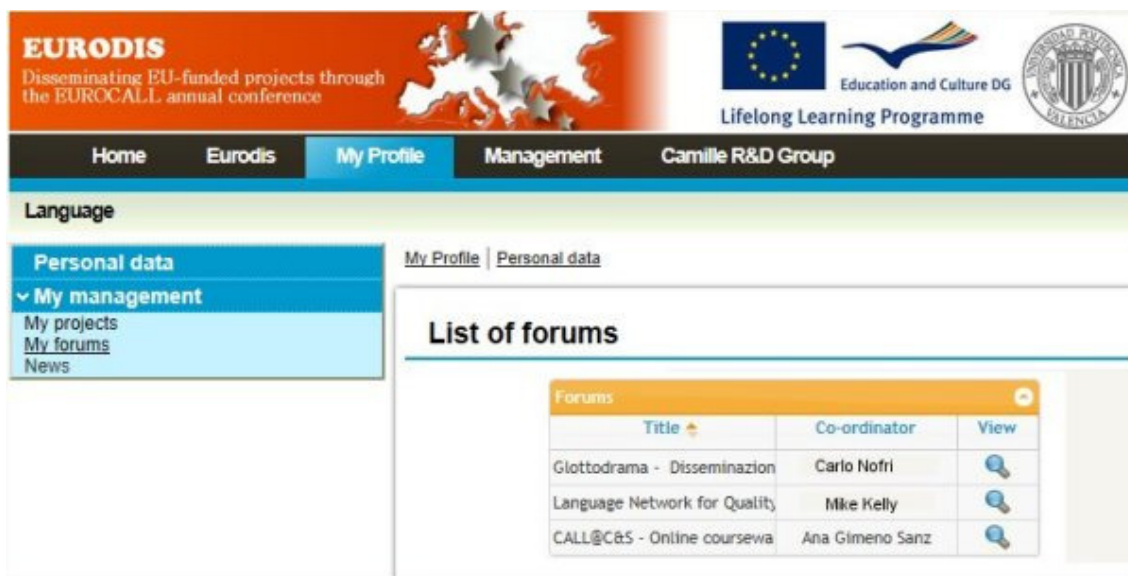 EURODIS
Disseminating EU-funded projects through
the EUROCALL annual conference
Education and Culture DG
Lifelong Learning Programme
UNIVERSIDAD POLITECNICA
VALENCIA
Home Eurodis My Profile Management Camille R&D Group
Language
Personal data
My management
My projects
My forums
News
My Profile | Personal data
List of forums
Forums
Title Co-ordinator View
Glottodrama - Disseminazion Carlo Nofri
Language Network for Quality Mike Kelly
CALL@C&S - Online coursewa Ana Gimeno Sanz